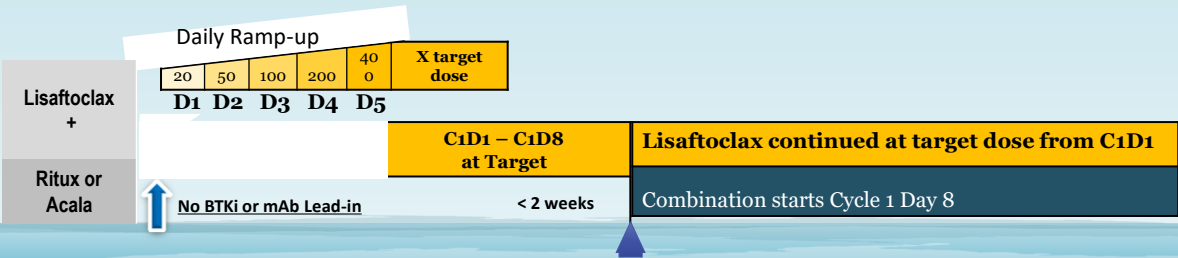 Daily Ramp-up
20 50 100 200 40
0
X target
dose
D1 D2 D3 D4 D5
Lisaftoclax
+
Ritux or
Acala
C1D1 – C1D8
at Target
Lisaftoclax continued at target dose from C1D1
No BTKi or mAb Lead-in
< 2 weeks
Combination starts Cycle 1 Day 8